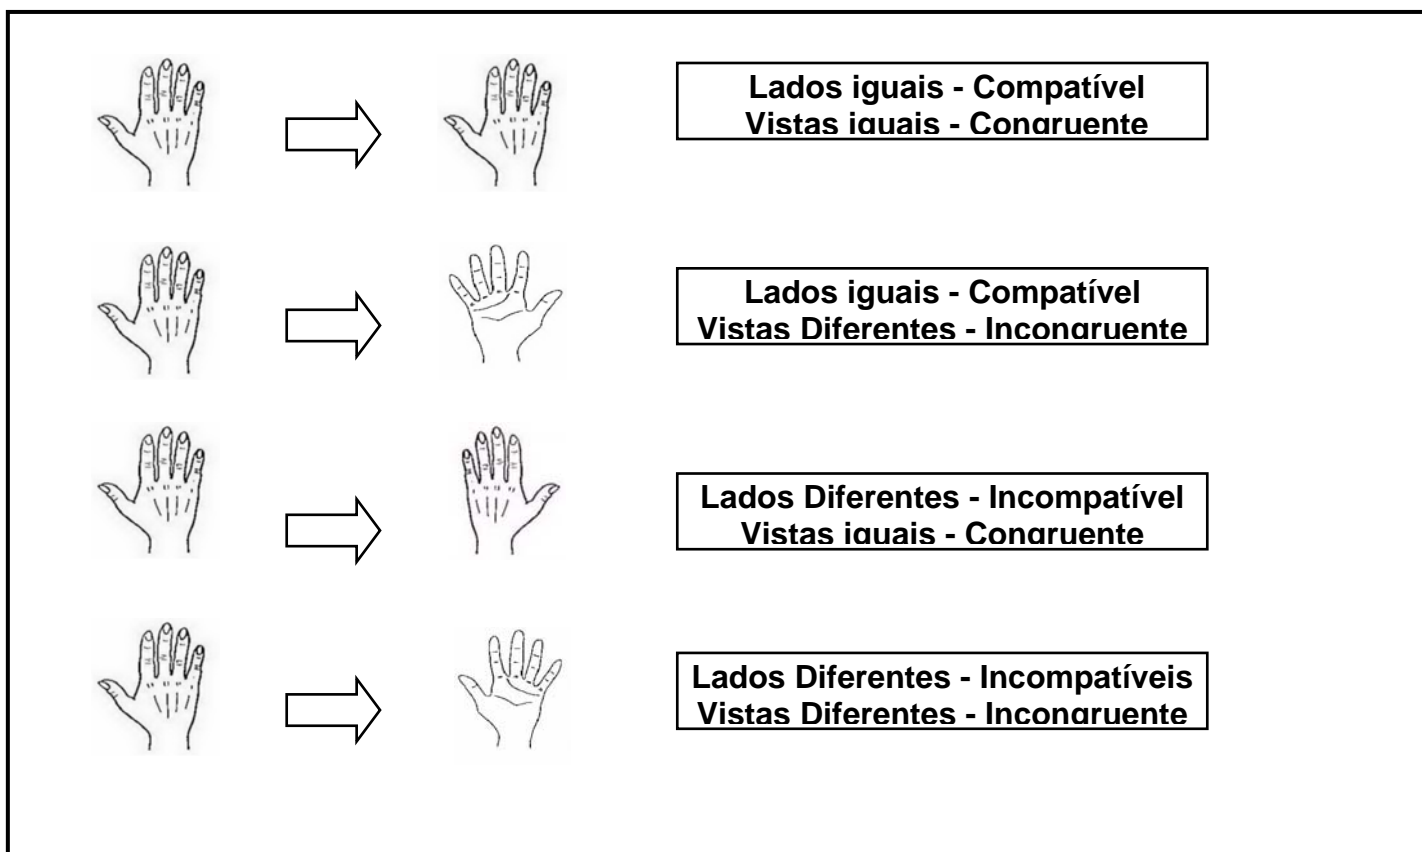 Lados iguais - Compatível
Vistas iguais - Congruente
Lados iguais - Compatível
Vistas Diferentes - Incongruente
Lados Diferentes - Incompatível
Vistas iguais - Congruente
Lados Diferentes - Incompatíveis
Vistas Diferentes - Incongruente